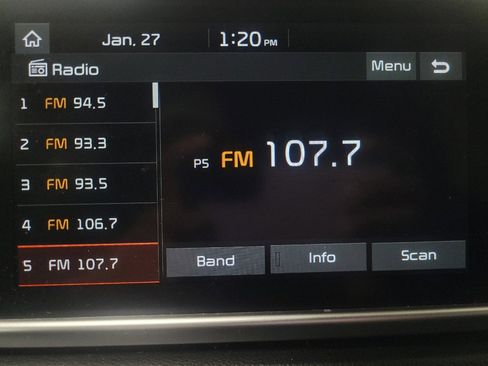 Jan. 27 1:20 PM
Radio Menu
1 FM 94.5
2 FM 93.3
3 FM 93.5
4 FM 106.7
5 FM 107.7
P5 FM 107.7
Band Info Scan